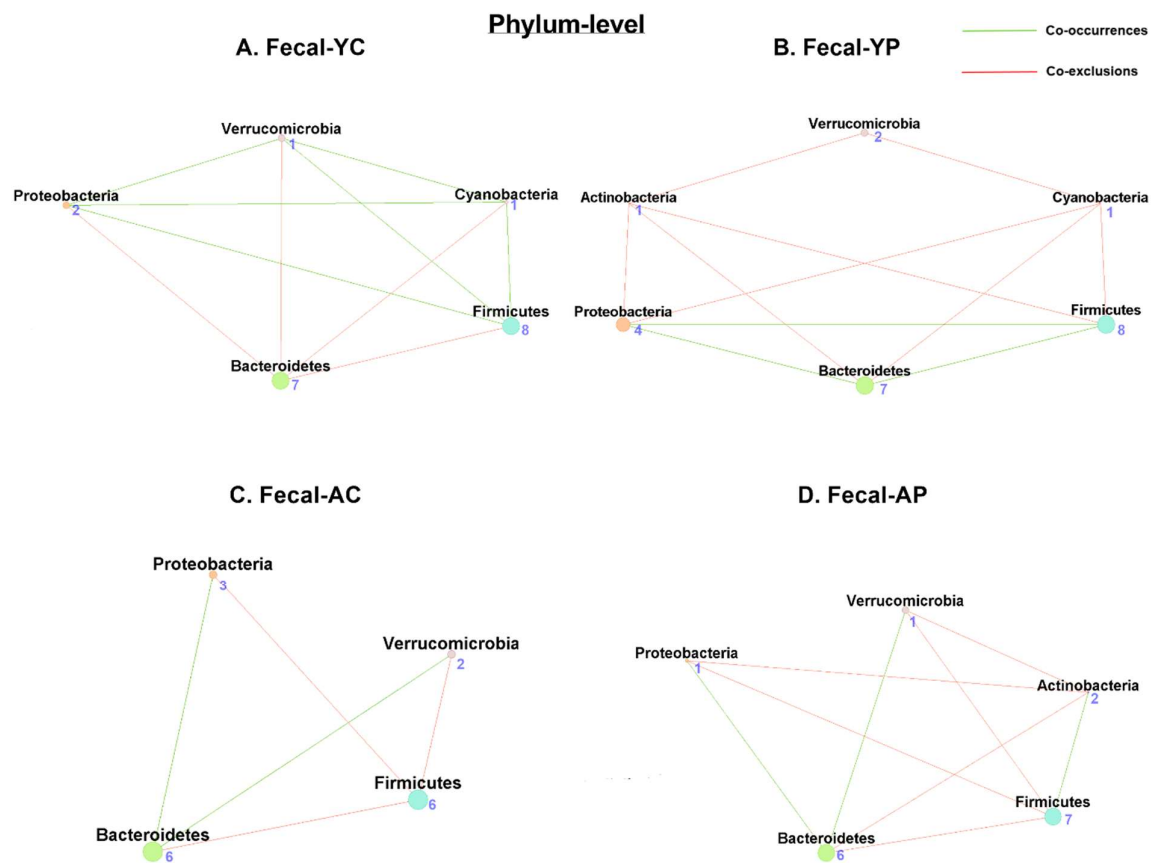 Phylum-level
Co-occurrences
Co-exclusions
A. Fecal-YC
Verrucomicrobia
1
Proteobacteria
2
Cyanobacteria
1
Firmicutes
8
Bacteroidetes
7
B. Fecal-YP
Verrucomicrobia
2
Actinobacteria
1
Cyanobacteria
1
Proteobacteria
4
Firmicutes
8
Bacteroidetes
7
C. Fecal-AC
Proteobacteria
3
Verrucomicrobia
2
Firmicutes
6
Bacteroidetes
6
D. Fecal-AP
Verrucomicrobia
1
Proteobacteria
1
Actinobacteria
2
Firmicutes
7
Bacteroidetes
6